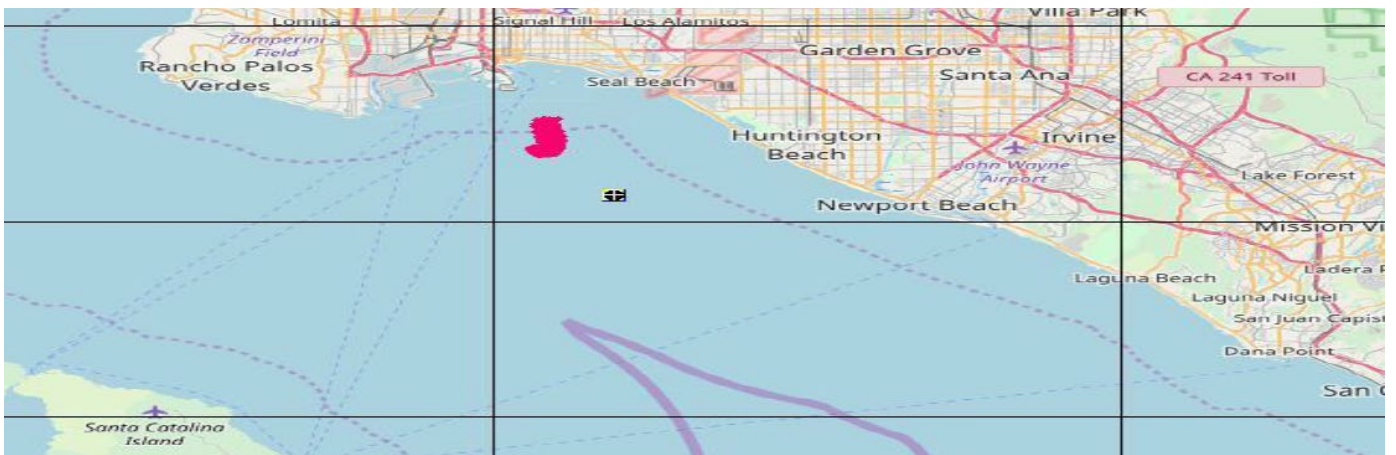 Lomita
Signal Hill
Los Alamitos
Villa Park
Zamperini
Field
Rancho Palos
Verdes
Seal Beach
Garden Grove
Santa Ana
CA 241 Toll
Huntington
Beach
Irvine
John Wayne
Airport
Lake Forest
Newport Beach
Mission Vi
Laguna Beach
Ladera R
Laguna Niguel
San Juan Capist
Dana Point
San C
Santa Catalina
Island